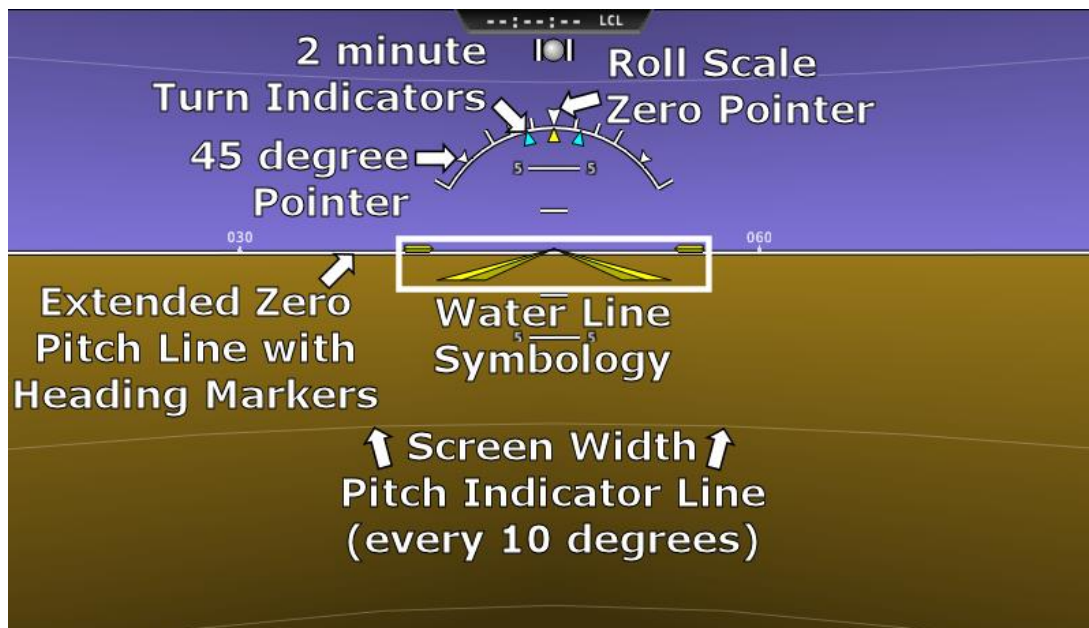 --:--:-- LCL
2 minute
Turn Indicators
Roll Scale
Zero Pointer
45 degree
Pointer
5 5
030
060
Extended Zero
Pitch Line with
Heading Markers
Water Line
5 5
Symbology
Screen Width
Pitch Indicator Line
(every 10 degrees)